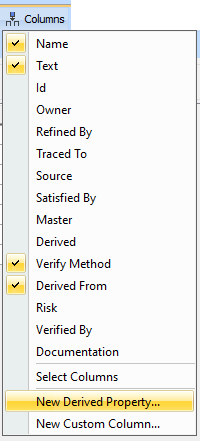 Columns
Name
Text
Id
Owner
Refined By
Traced To
Source
Satisfied By
Master
Derived
Verify Method
Derived From
Risk
Verified By
Documentation
Select Columns
New Derived Property...
New Custom Column...